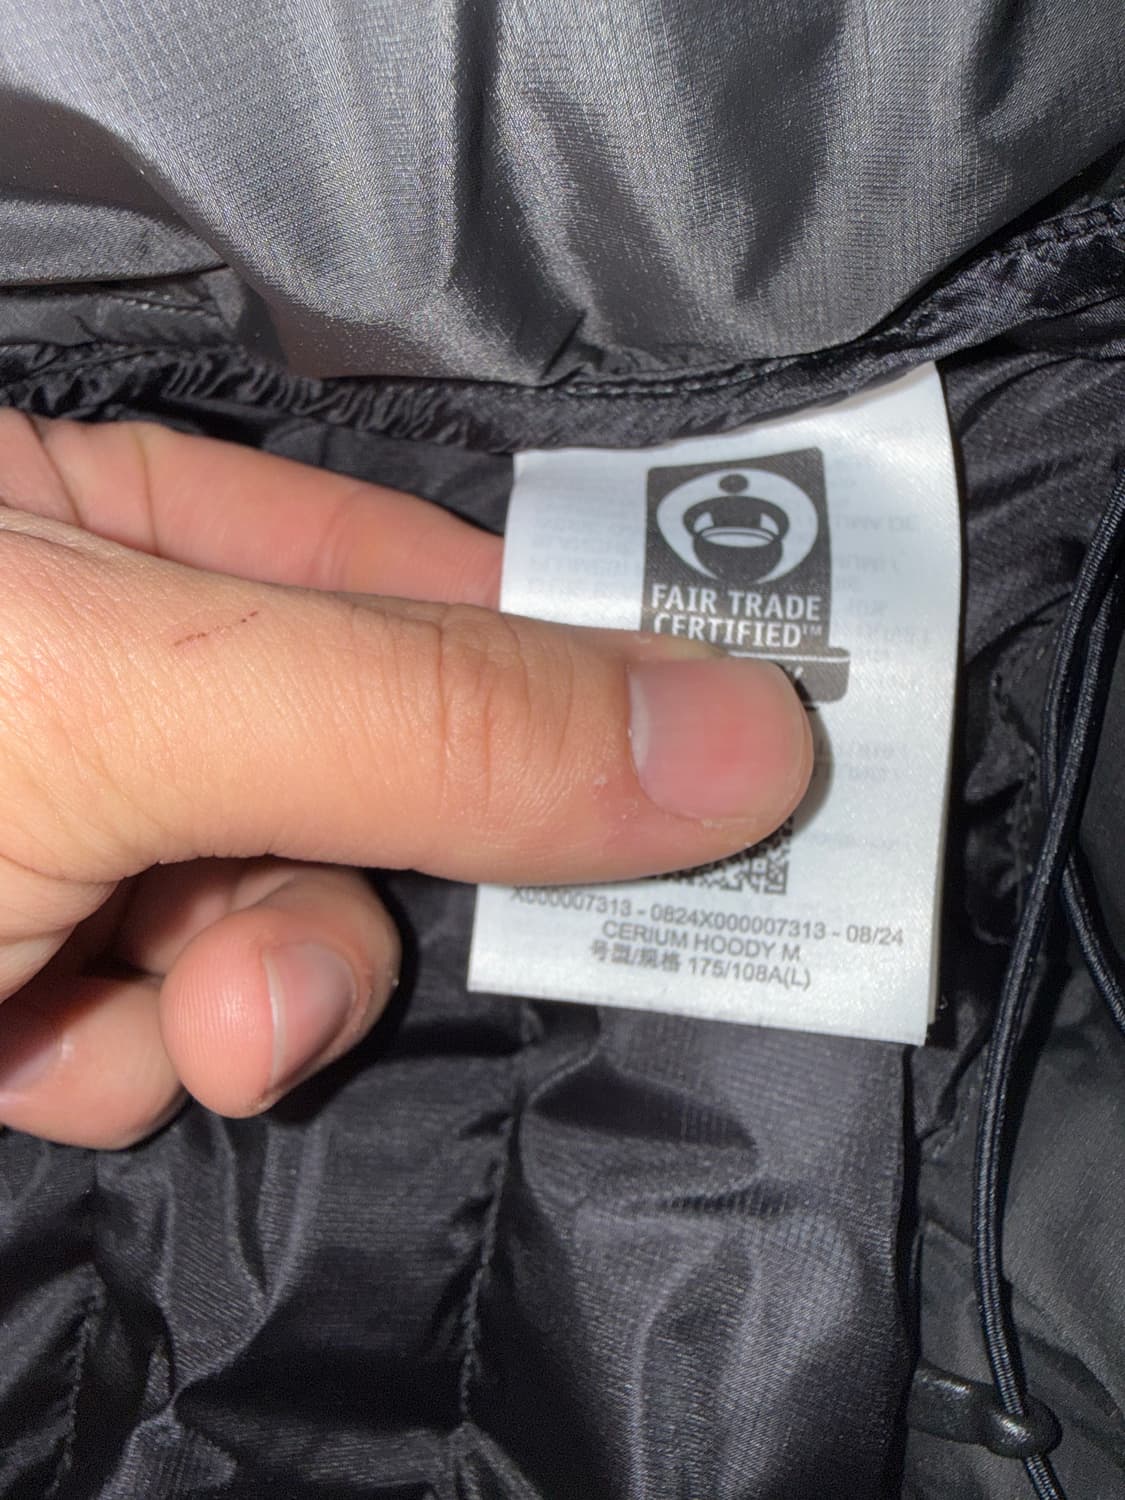 FAIR TRADE
CERTIFIED™
X000007313 - 0824X000007313 - 08/24
CERIUM HOODY M
号型/规格 175/108A(L)